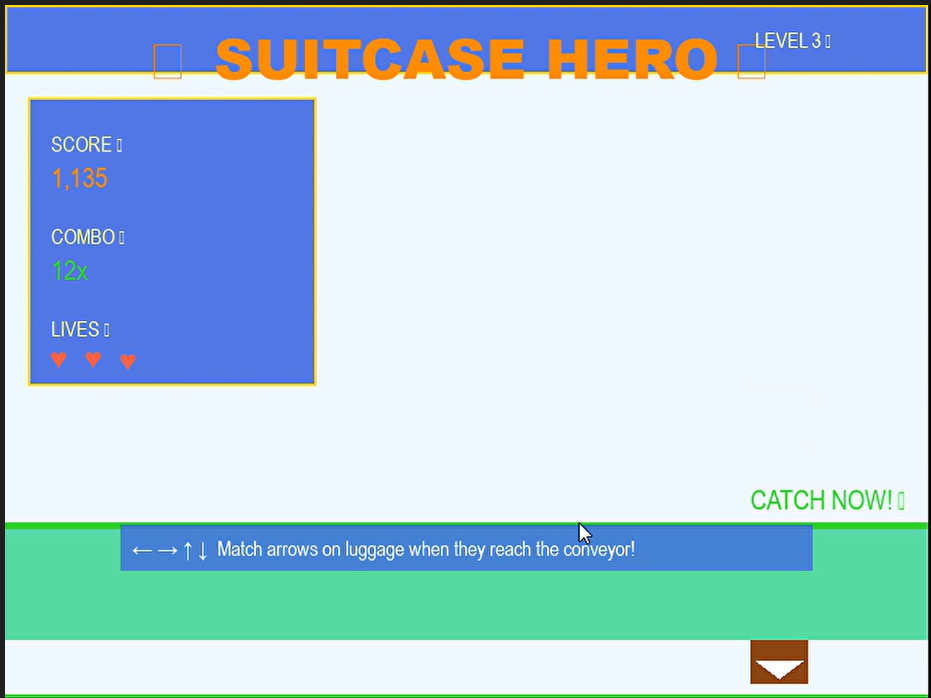 SUITCASE HERO
LEVEL 3
SCORE
1,135
COMBO
12x
LIVES
♥ ♥ ♥
CATCH NOW!
←→↑↓ Match arrows on luggage when they reach the conveyor!